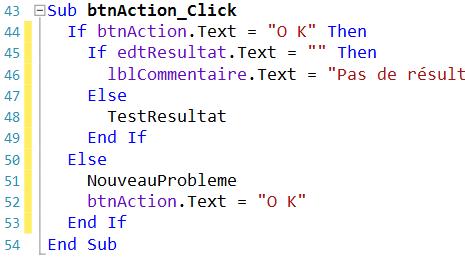 43 Sub btnAction_Click
44 If btnAction.Text = "O K" Then
45 If edtResultat.Text = "" Then
46 lblCommentaire.Text = "Pas de résult
47 Else
48 TestResultat
49 End If
50 Else
51 NouveauProbleme
52 btnAction.Text = "O K"
53 End If
54 End Sub